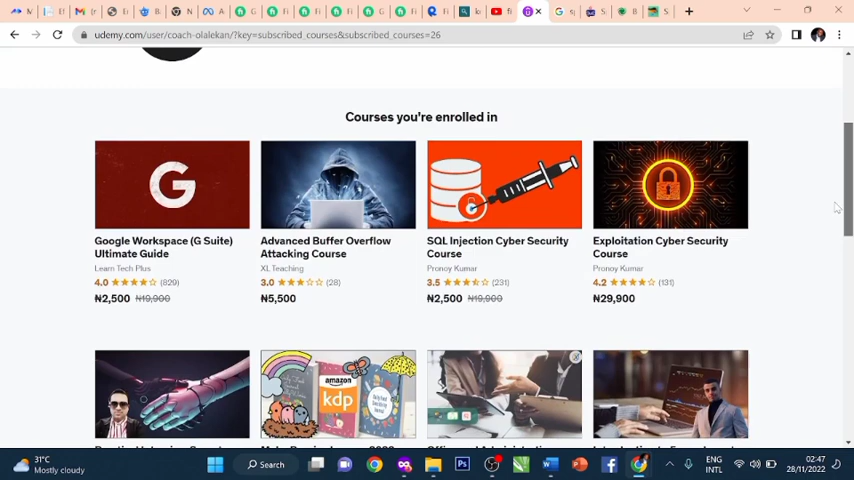 udemy.com/user/coach-olalekan/?key=subscribed_courses&subscribed_courses=26
Courses you're enrolled in
G
Google Workspace (G Suite) Ultimate Guide
Learn Tech Plus
4.0 (829)
₦2,500 ₦19,900
Advanced Buffer Overflow Attacking Course
XL Teaching
3.0 (28)
₦5,500
SQL Injection Cyber Security Course
Pronoy Kumar
3.5 (231)
₦2,500 ₦19,900
Exploitation Cyber Security Course
Pronoy Kumar
4.2 (131)
₦29,900
amazon
kdp
31°C
Mostly cloudy
Search
Ps
ENG
INTL
02:47
28/11/2022